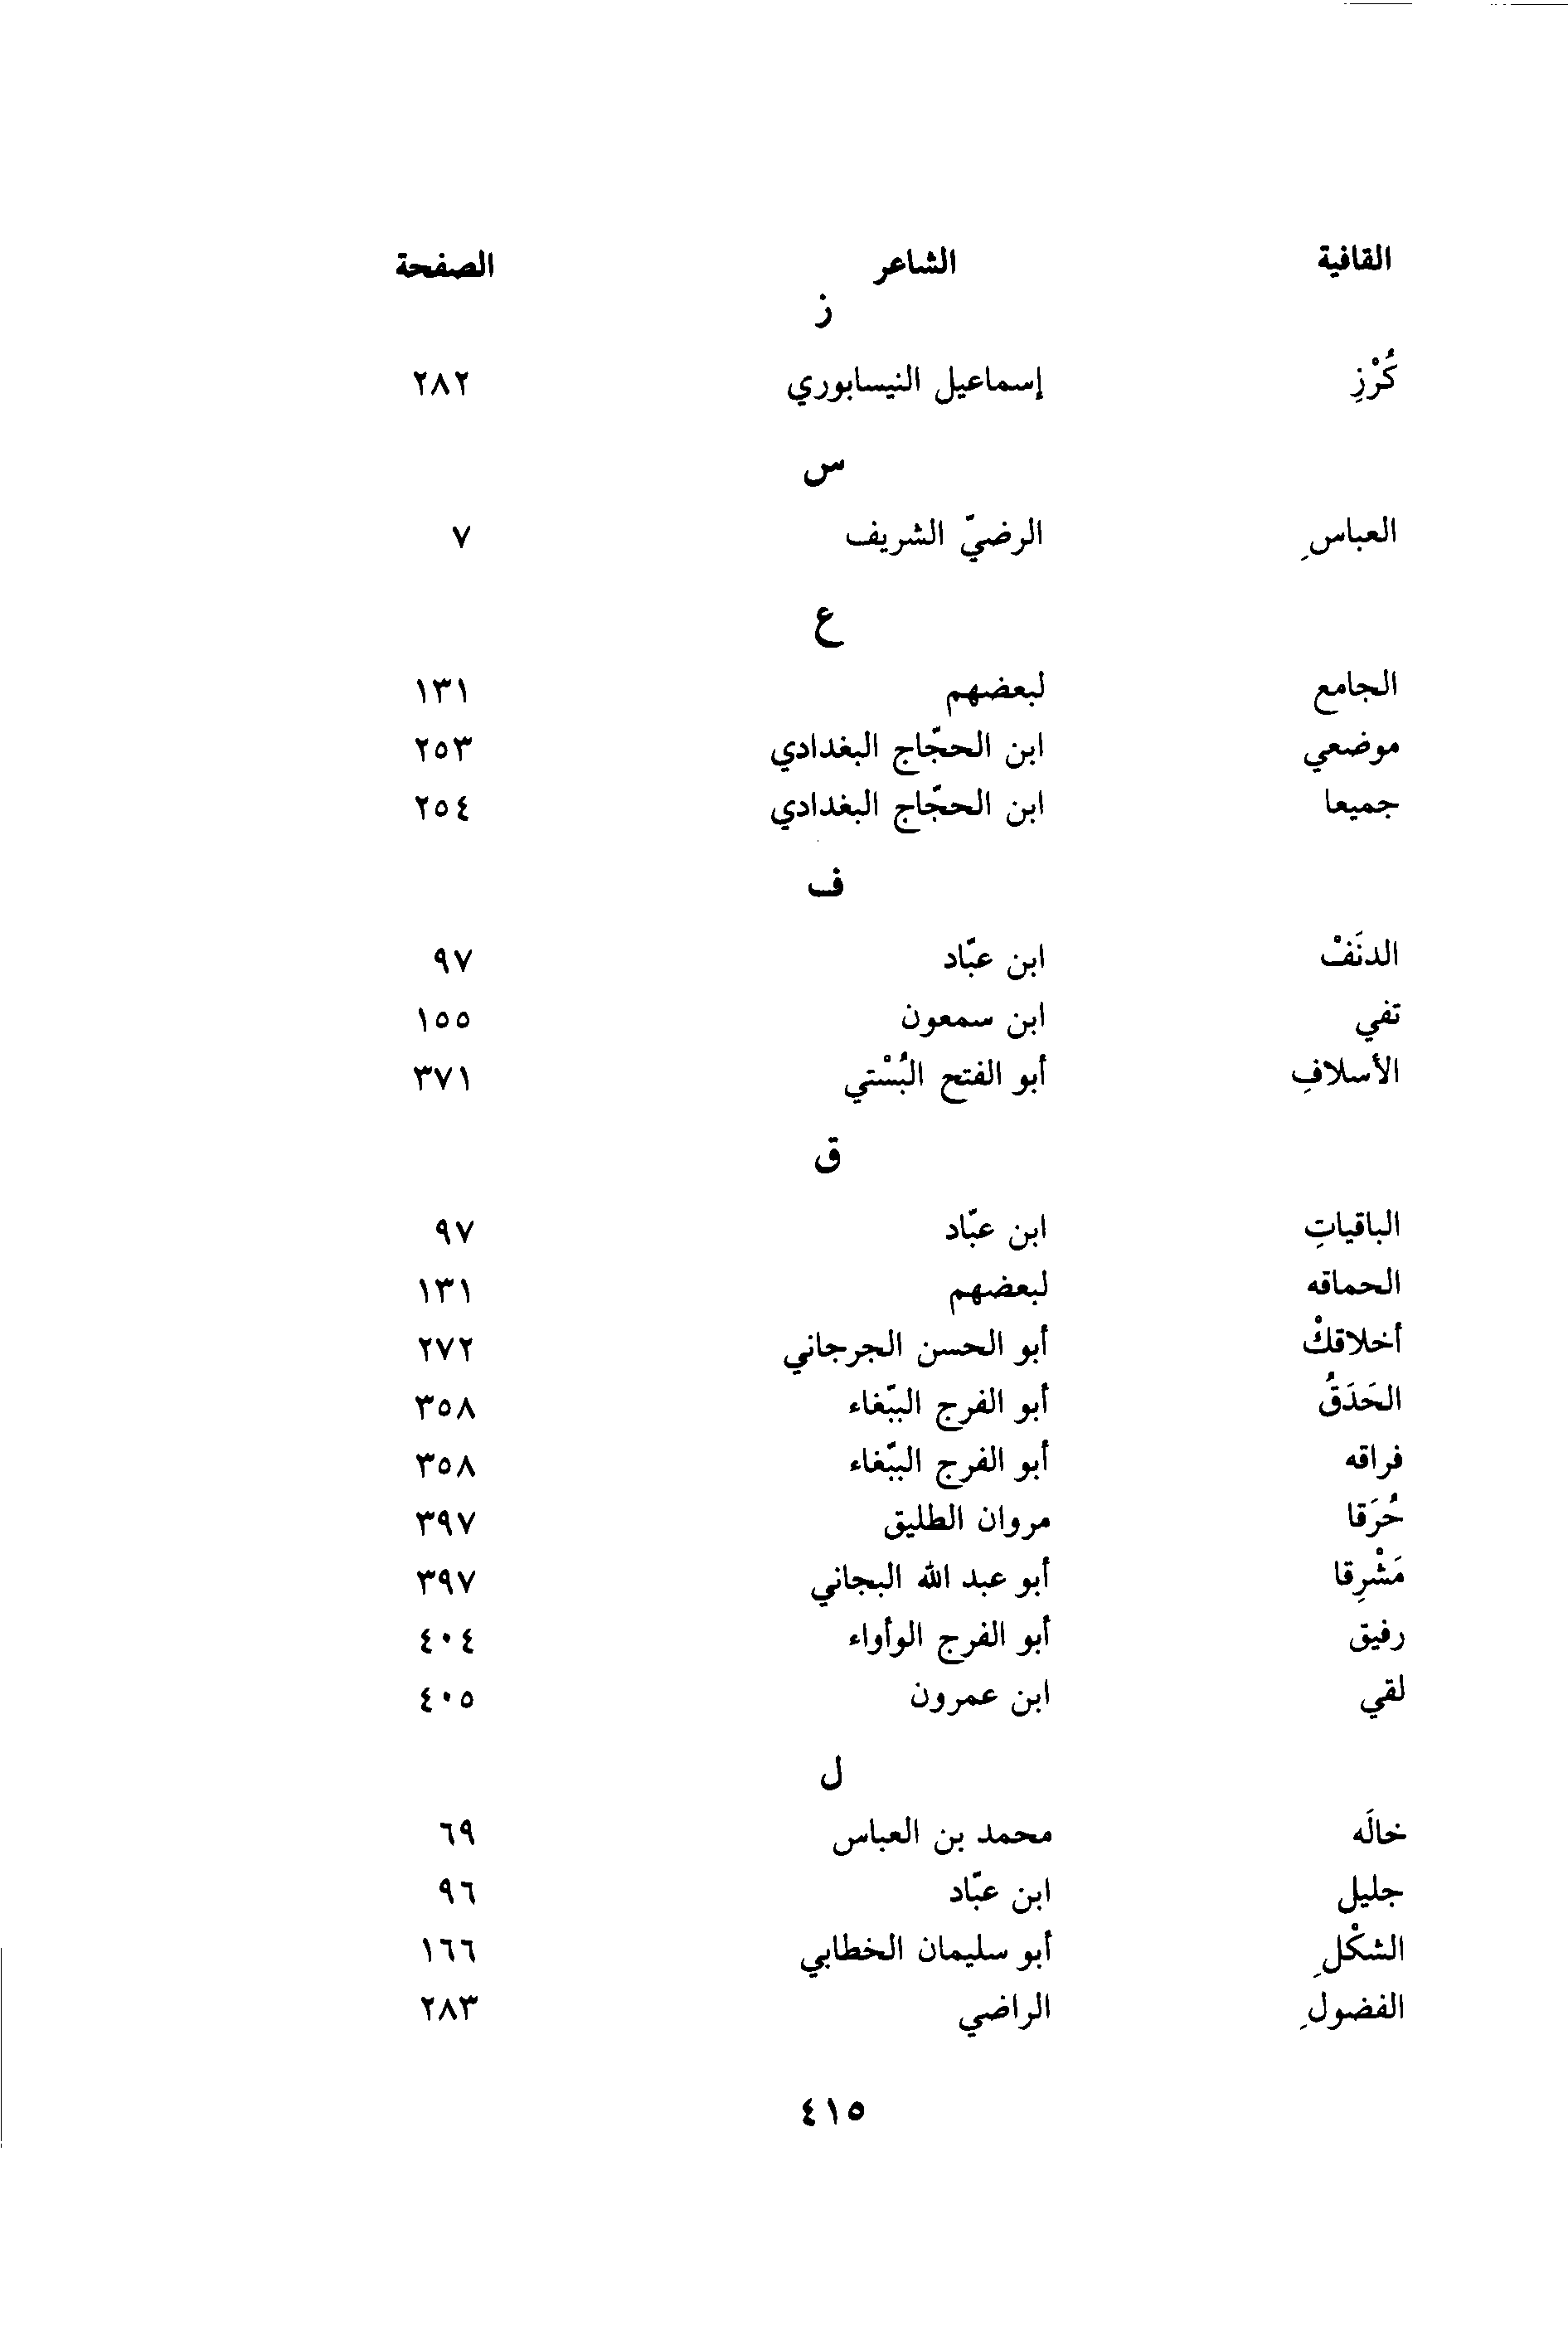 القافية الشاعر الصفحة
ز
كُرْزِ إسماعيل النيسابوري ٢٨٢
س
العباسِ الرضيّ الشريف ٧
ع
الجامع لبعضهم ١٣١
موضعي ابن الحجّاج البغدادي ٢٥٣
جميعا ابن الحجّاج البغدادي ٢٥٤
ف
الدنَفْ ابن عبّاد ٩٧
تفي ابن سمعون ١٥٥
الأسلافِ أبو الفتح البُسْتي ٣٧١
ق
الباقياتِ ابن عبّاد ٩٧
الحماقه لبعضهم ١٣١
أخلاقكْ أبو الحسن الجرجاني ٢٧٢
الحَدَقُ أبو الفرج الببّغاء ٣٥٨
فراقه أبو الفرج الببّغاء ٣٥٨
حُرَقا مروان الطليق ٣٩٧
مَشْرِقا أبو عبد الله البجاني ٣٩٧
رفيق أبو الفرج الوأواء ٤٠٤
لقي ابن عمرون ٤٠٥
ل
خالَه محمد بن العباس ٦٩
جليل ابن عبّاد ٩٦
الشكْلِ أبو سليمان الخطابي ١٦٦
الفضولِ الراضي ٢٨٣
٤١٥